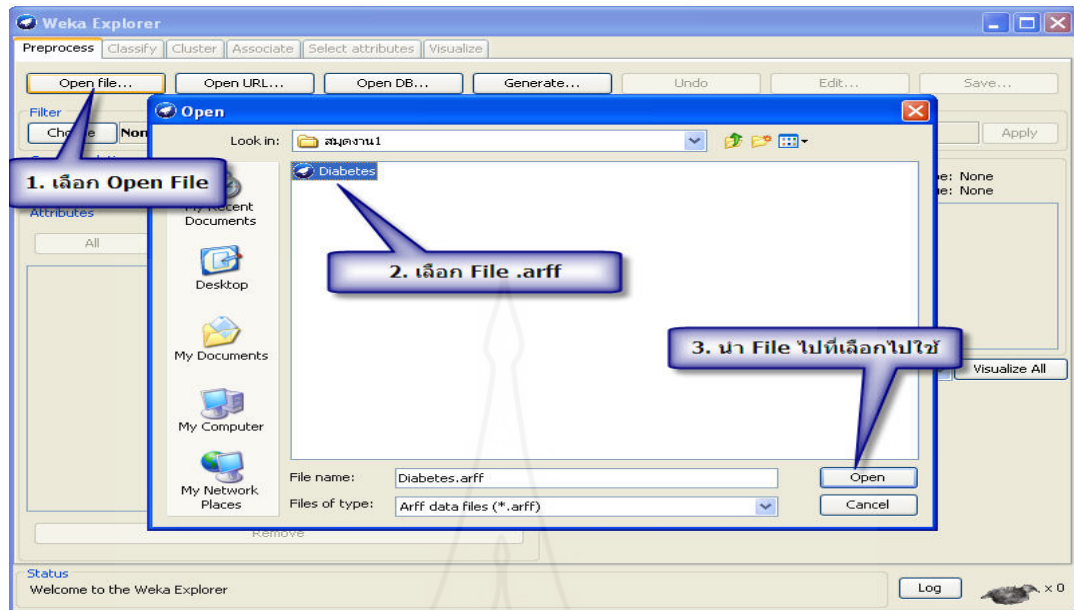 Weka Explorer
Preprocess Classify Cluster Associate Select attributes Visualize
Open file... Open URL... Open DB... Generate... Undo Edit... Save...
Filter
Apply
Open
Look in: สมุดงาน1
1. เลือก Open File
Diabetes
None
None
My Recent
Documents
Attributes
All
2. เลือก File .arff
Desktop
My Documents
3. นำ File ไปที่เลือกไปใช้
Visualize All
My Computer
My Network
Places
File name: Diabetes.arff Open
Files of type: Arff data files (*.arff) Cancel
Remove
Status
Welcome to the Weka Explorer
Log x 0